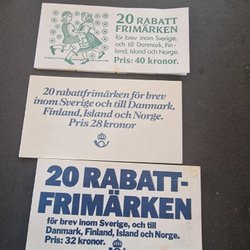 20 RABATT
FRIMÄRKEN
för brev inom Sverige,
och till Danmark, Fin-
land, Island och Norge.
Pris: 40 kronor.
20 rabattfrimärken för brev
inom Sverige och till Danmark,
Finland, Island och Norge.
Pris 28 kronor
20 RABATT-
FRIMÄRKEN
för brev inom Sverige, och till
Danmark, Finland, Island och Norge.
Pris: 32 kronor.